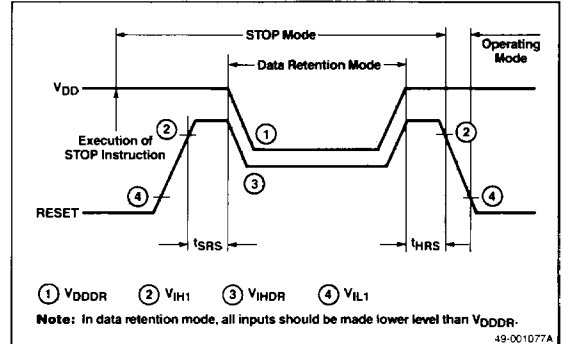 STOP Mode
Operating
Mode
Data Retention Mode
VDD
Execution of
STOP Instruction
2
1
2
4
3
4
RESET
tSRS
tHRS
1 VDDDR 2 VIH1 3 VIHDR 4 VIL1
Note: In data retention mode, all inputs should be made lower level than VDDDR.
49-001077A